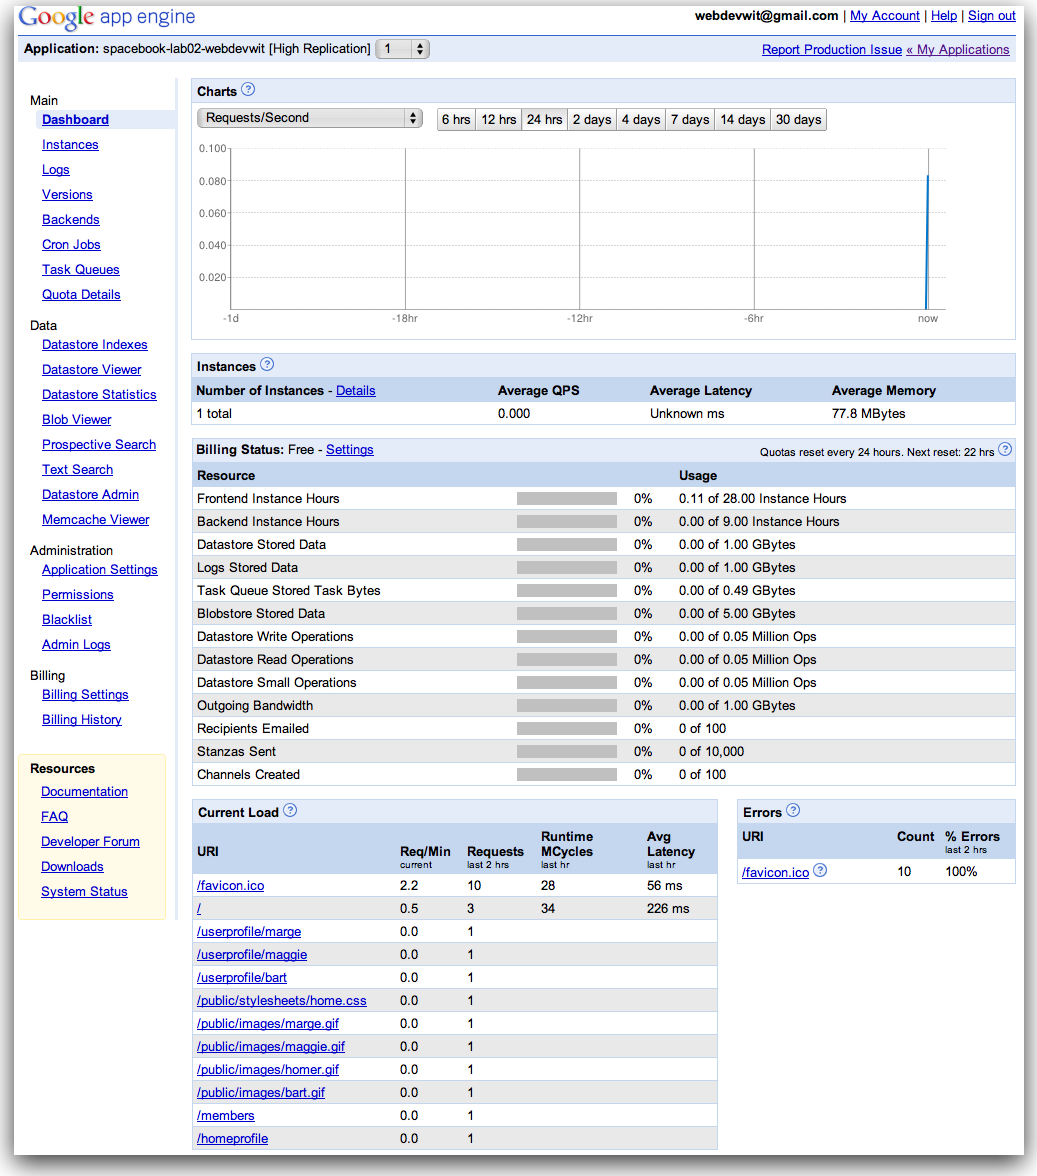 Google app engine
webdevwit@gmail.com | My Account | Help | Sign out
Application: spacebook-lab02-webdevwit [High Replication] 1
Report Production Issue « My Applications
Main
Dashboard
Instances
Logs
Versions
Backends
Cron Jobs
Task Queues
Quota Details
Data
Datastore Indexes
Datastore Viewer
Datastore Statistics
Blob Viewer
Prospective Search
Text Search
Datastore Admin
Memcache Viewer
Administration
Application Settings
Permissions
Blacklist
Admin Logs
Billing
Billing Settings
Billing History
Resources
Documentation
FAQ
Developer Forum
Downloads
System Status
Charts ?
Requests/Second 6 hrs 12 hrs 24 hrs 2 days 4 days 7 days 14 days 30 days
0.100
0.080
0.060
0.040
0.020
-1d -18hr -12hr -6hr now
Instances ?
Number of Instances - Details Average QPS Average Latency Average Memory
1 total 0.000 Unknown ms 77.8 MBytes
Billing Status: Free - Settings Quotas reset every 24 hours. Next reset: 22 hrs ?
Resource Usage
Frontend Instance Hours 0% 0.11 of 28.00 Instance Hours
Backend Instance Hours 0% 0.00 of 9.00 Instance Hours
Datastore Stored Data 0% 0.00 of 1.00 GBytes
Logs Stored Data 0% 0.00 of 1.00 GBytes
Task Queue Stored Task Bytes 0% 0.00 of 0.49 GBytes
Blobstore Stored Data 0% 0.00 of 5.00 GBytes
Datastore Write Operations 0% 0.00 of 0.05 Million Ops
Datastore Read Operations 0% 0.00 of 0.05 Million Ops
Datastore Small Operations 0% 0.00 of 0.05 Million Ops
Outgoing Bandwidth 0% 0.00 of 1.00 GBytes
Recipients Emailed 0% 0 of 100
Stanzas Sent 0% 0 of 10,000
Channels Created 0% 0 of 100
Current Load ?
URI Req/Min current Requests last 2 hrs Runtime MCycles last hr Avg Latency last hr
/favicon.ico 2.2 10 28 56 ms
/ 0.5 3 34 226 ms
/userprofile/marge 0.0 1
/userprofile/maggie 0.0 1
/userprofile/bart 0.0 1
/public/stylesheets/home.css 0.0 1
/public/images/marge.gif 0.0 1
/public/images/maggie.gif 0.0 1
/public/images/homer.gif 0.0 1
/public/images/bart.gif 0.0 1
/members 0.0 1
/homeprofile 0.0 1
Errors ?
URI Count % Errors last 2 hrs
/favicon.ico ? 10 100%